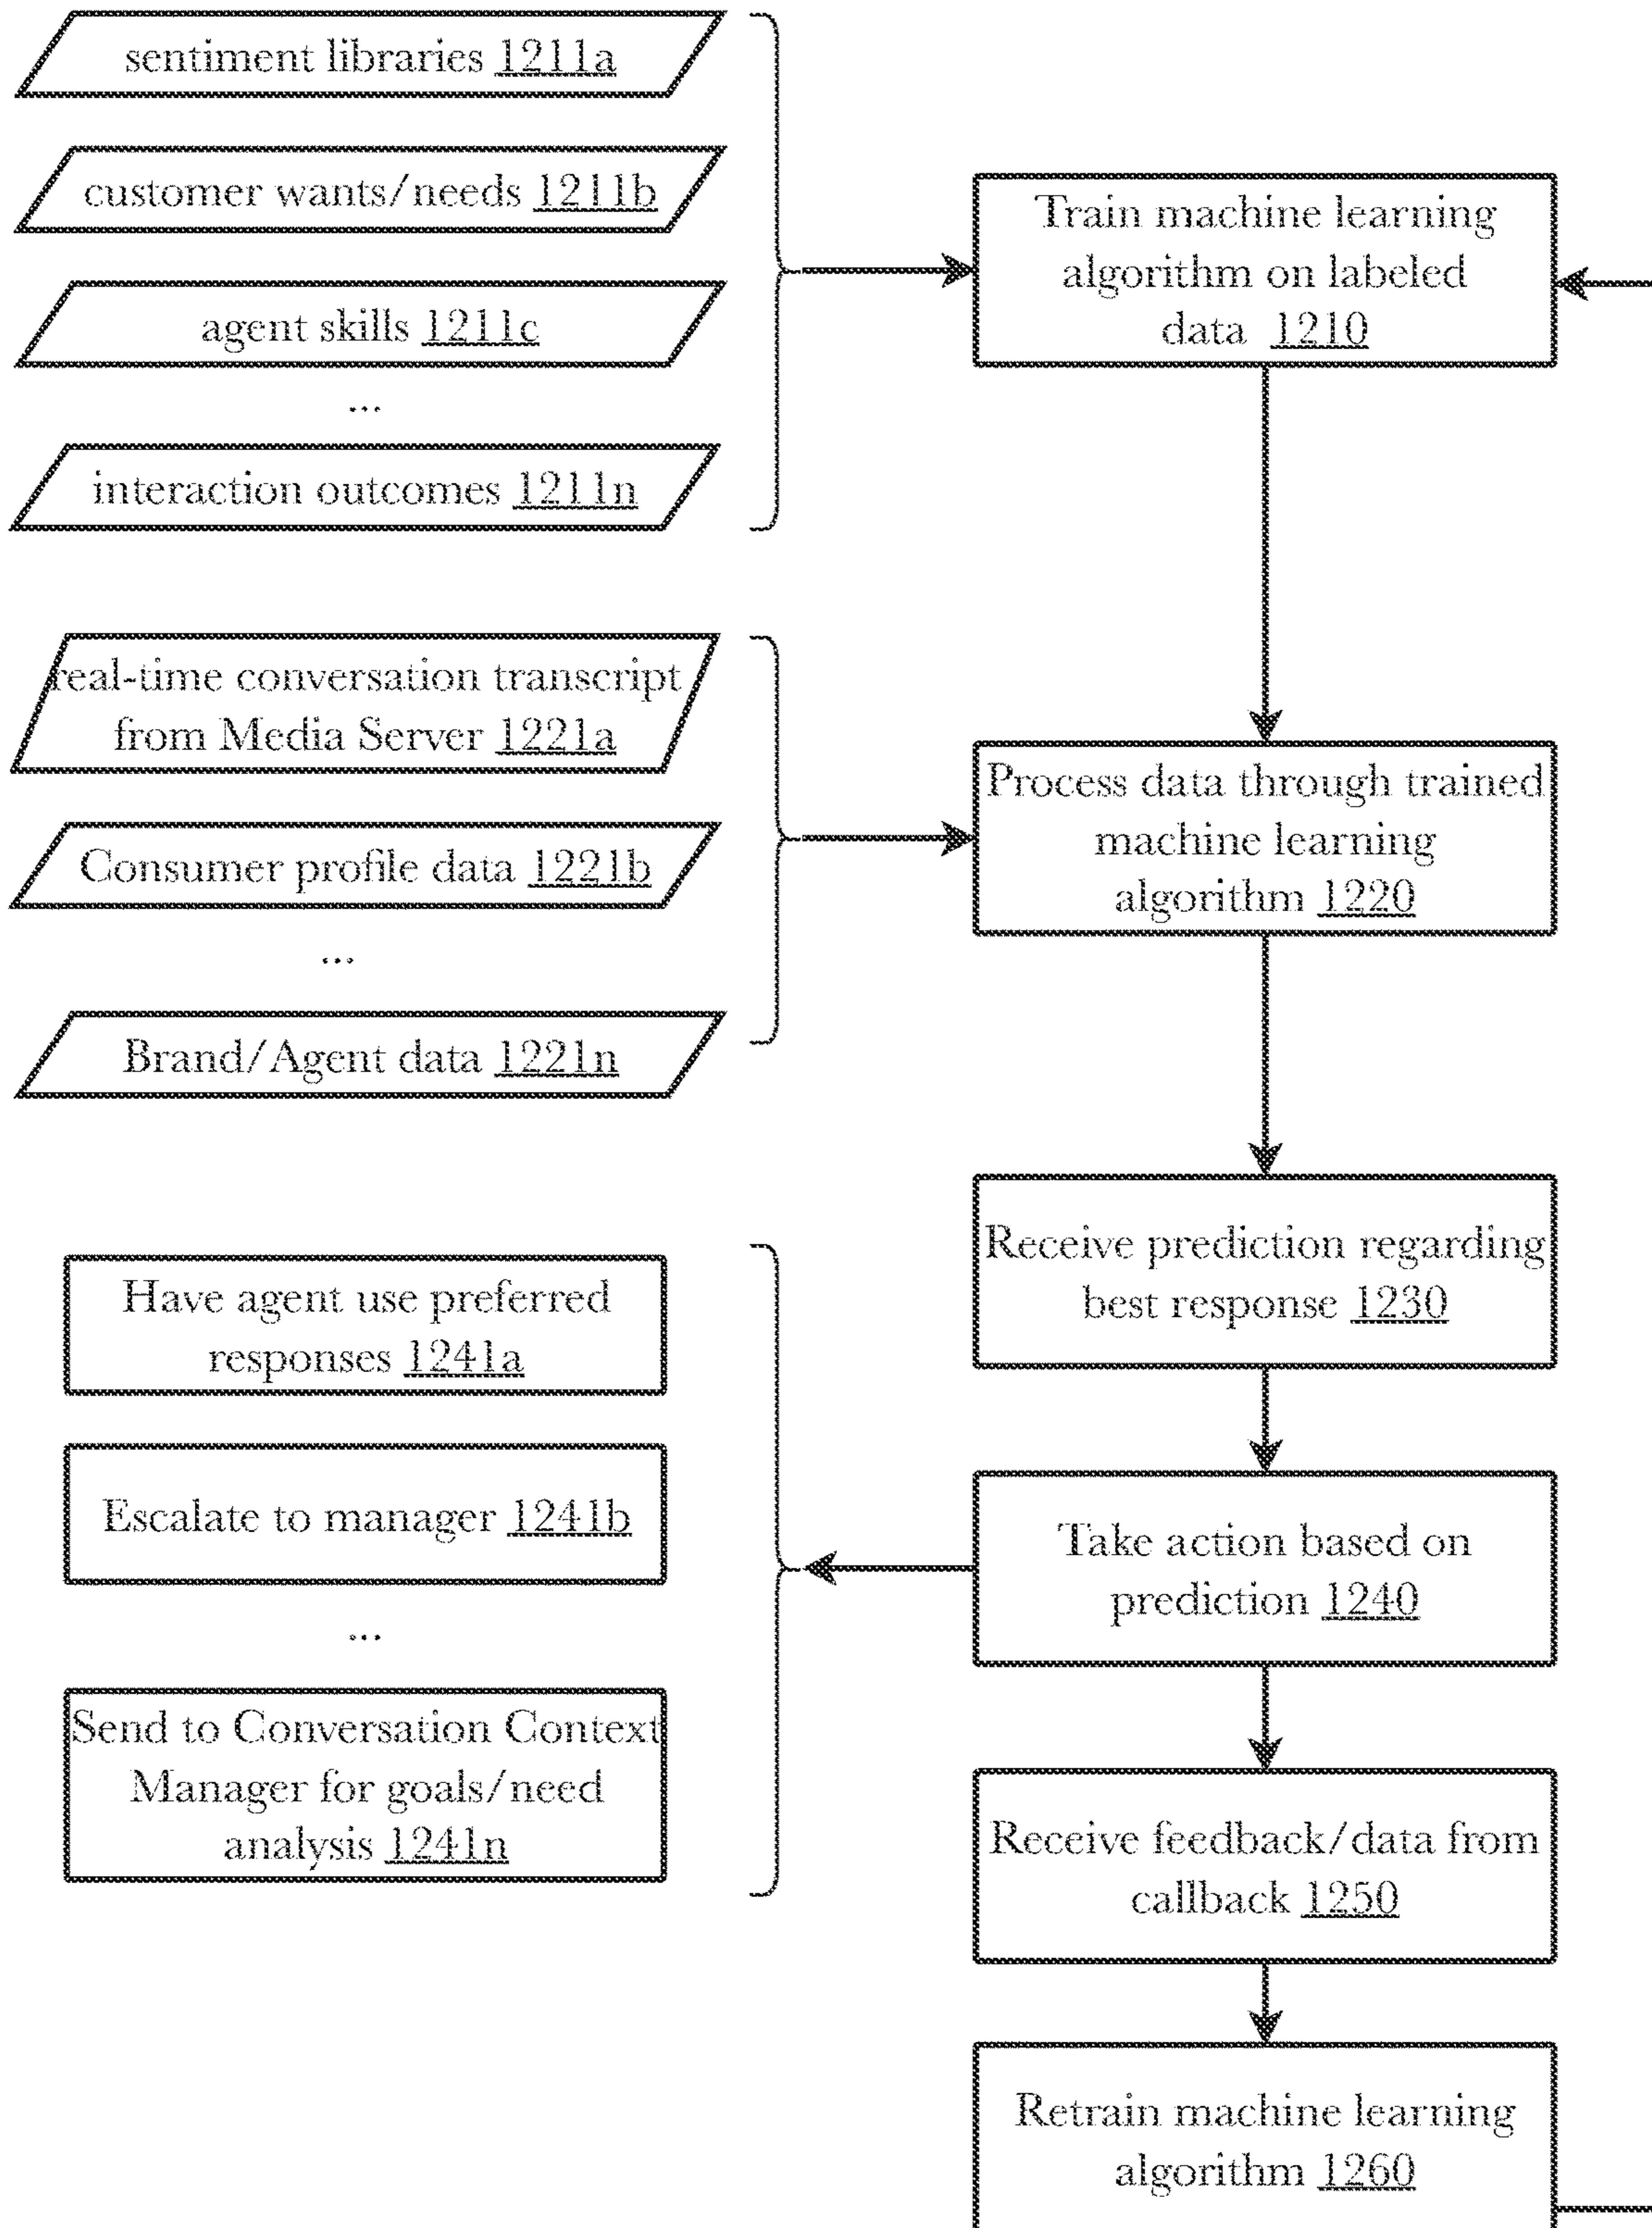 sentiment libraries 1211a
customer wants/needs 1211b
agent skills 1211c
...
interaction outcomes 1211n
Train machine learning
algorithm on labeled
data 1210
real-time conversation transcript
from Media Server 1221a
Consumer profile data 1221b
...
Brand/Agent data 1221n
Process data through trained
machine learning
algorithm 1220
Receive prediction regarding
best response 1230
Have agent use preferred
responses 1241a
Escalate to manager 1241b
...
Send to Conversation Context
Manager for goals/need
analysis 1241n
Take action based on
prediction 1240
Receive feedback/data from
callback 1250
Retrain machine learning
algorithm 1260